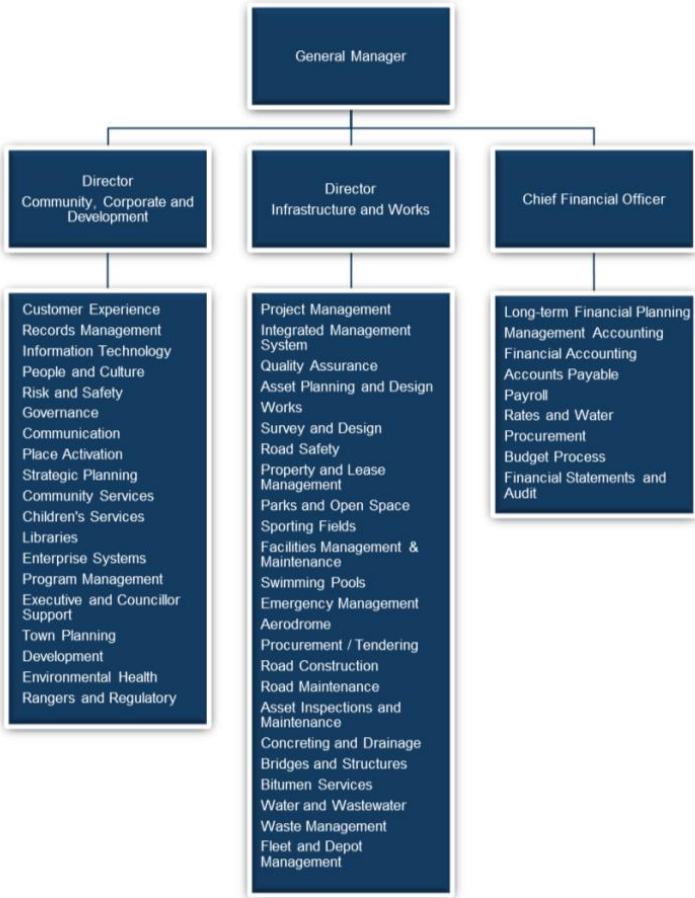 General Manager
Director
Community, Corporate and
Development
Director
Infrastructure and Works
Chief Financial Officer
Customer Experience
Records Management
Information Technology
People and Culture
Risk and Safety
Governance
Communication
Place Activation
Strategic Planning
Community Services
Children's Services
Libraries
Enterprise Systems
Program Management
Executive and Councillor
Support
Town Planning
Development
Environmental Health
Rangers and Regulatory
Project Management
Integrated Management
System
Quality Assurance
Asset Planning and Design
Works
Survey and Design
Road Safety
Property and Lease
Management
Parks and Open Space
Sporting Fields
Facilities Management &
Maintenance
Swimming Pools
Emergency Management
Aerodrome
Procurement / Tendering
Road Construction
Road Maintenance
Asset Inspections and
Maintenance
Concreting and Drainage
Bridges and Structures
Bitumen Services
Water and Wastewater
Waste Management
Fleet and Depot
Management
Long-term Financial Planning
Management Accounting
Financial Accounting
Accounts Payable
Payroll
Rates and Water
Procurement
Budget Process
Financial Statements and
Audit